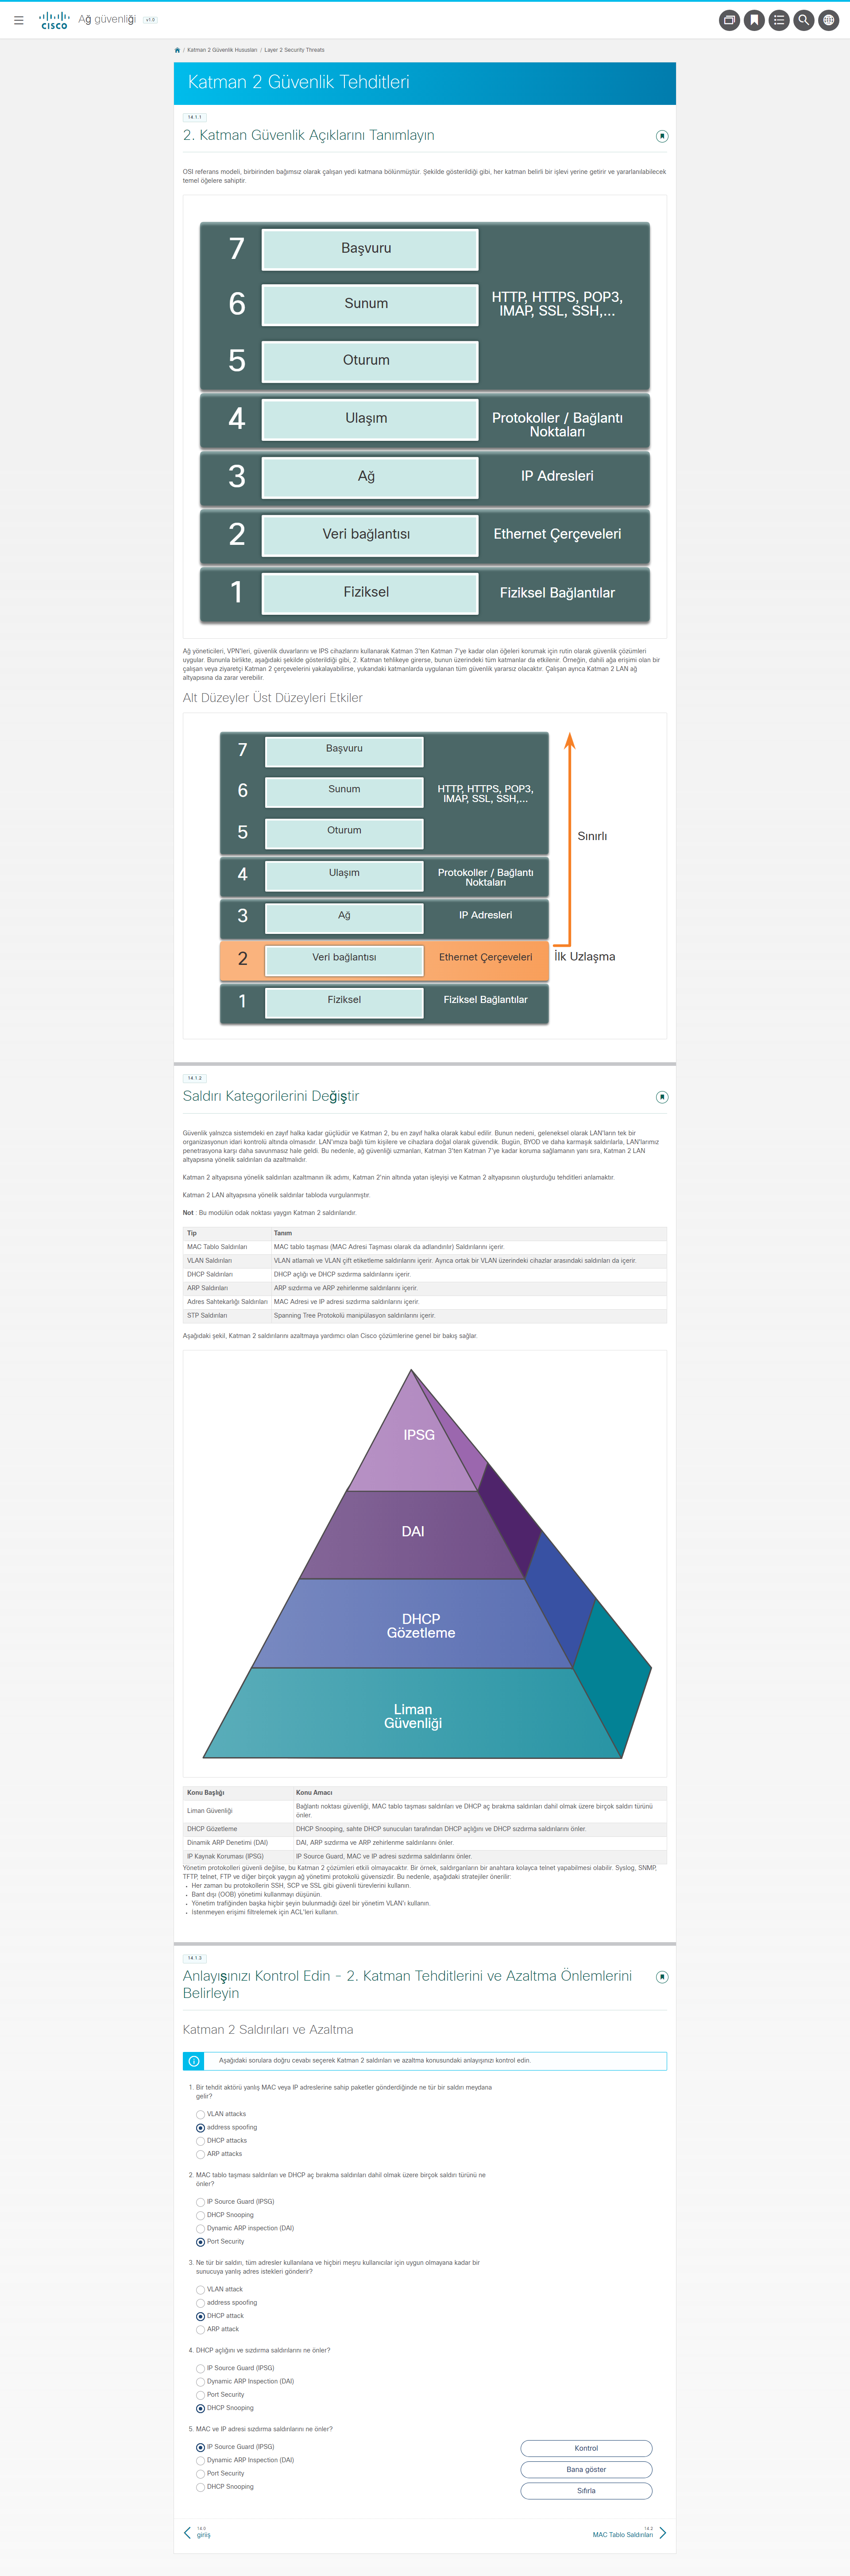 CISCO
Ağ güvenliği v1.0
/ Katman 2 Güvenlik Hususları / Layer 2 Security Threats
Katman 2 Güvenlik Tehditleri
14.1.1
2. Katman Güvenlik Açıklarını Tanımlayın
OSI referans modeli, birbirinden bağımsız olarak çalışan yedi katmana bölünmüştür. Şekilde gösterildiği gibi, her katman belirli bir işlevi yerine getirir ve yararlanılabilecek
temel öğelere sahiptir.
7 Başvuru
6 Sunum
HTTP, HTTPS, POP3,
IMAP, SSL, SSH,...
5 Oturum
4 Ulaşım
Protokoller / Bağlantı
Noktaları
3 Ağ IP Adresleri
2 Veri bağlantısı Ethernet Çerçeveleri
1 Fiziksel Fiziksel Bağlantılar
Ağ yöneticileri, VPN'leri, güvenlik duvarlarını ve IPS cihazlarını kullanarak Katman 3'ten Katman 7'ye kadar olan öğeleri korumak için rutin olarak güvenlik çözümleri
uygular. Bununla birlikte, aşağıdaki şekilde gösterildiği gibi, 2. Katman tehlikeye girerse, bunun üzerindeki tüm katmanlar da etkilenir. Örneğin, dahili ağa erişimi olan bir
çalışan veya ziyaretçi Katman 2 çerçevelerini yakalayabilirse, yukarıdaki katmanlarda uygulanan tüm güvenlik yararsız olacaktır. Çalışan ayrıca Katman 2 LAN ağ
altyapısına da zarar verebilir.
Alt Düzeyler Üst Düzeyleri Etkiler
7 Başvuru
6 Sunum
HTTP, HTTPS, POP3,
IMAP, SSL, SSH,...
5 Oturum
Sınırlı
4 Ulaşım
Protokoller / Bağlantı
Noktaları
3 Ağ IP Adresleri
2 Veri bağlantısı Ethernet Çerçeveleri İlk Uzlaşma
1 Fiziksel Fiziksel Bağlantılar
14.1.2
Saldırı Kategorilerini Değiştir
Güvenlik yalnızca sistemdeki en zayıf halka kadar güçlüdür ve Katman 2, bu en zayıf halka olarak kabul edilir. Bunun nedeni, geleneksel olarak LAN'ların tek bir
organizasyonun idari kontrolü altında olmasıdır. LAN'ımıza bağlı tüm kişilere ve cihazlara doğal olarak güvendik. Bugün, BYOD ve daha karmaşık saldırılarla, LAN'larımız
penetrasyona karşı daha savunmasız hale geldi. Bu nedenle, ağ güvenliği uzmanları, Katman 3'ten Katman 7'ye kadar koruma sağlamanın yanı sıra, Katman 2 LAN
altyapısına yönelik saldırıları da azaltmalıdır.
Katman 2 altyapısına yönelik saldırıları azaltmanın ilk adımı, Katman 2'nin altında yatan işleyişi ve Katman 2 altyapısının oluşturduğu tehditleri anlamaktır.
Katman 2 LAN altyapısına yönelik saldırılar tabloda vurgulanmıştır.
Not : Bu modülün odak noktası yaygın Katman 2 saldırılarıdır.
Tip Tanım
MAC Tablo Saldırıları MAC tablo taşması (MAC Adresi Taşması olarak da adlandırılır) Saldırılarını içerir.
VLAN Saldırıları VLAN atlamalı ve VLAN çift etiketleme saldırılarını içerir. Ayrıca ortak bir VLAN üzerindeki cihazlar arasındaki saldırıları da içerir.
DHCP Saldırıları DHCP açlığı ve DHCP sızdırma saldırılarını içerir.
ARP Saldırıları ARP sızdırma ve ARP zehirlenme saldırılarını içerir.
Adres Sahtekarlığı Saldırıları MAC Adresi ve IP adresi sızdırma saldırılarını içerir.
STP Saldırıları Spanning Tree Protokolü manipülasyon saldırılarını içerir.
Aşağıdaki şekil, Katman 2 saldırılarını azaltmaya yardımcı olan Cisco çözümlerine genel bir bakış sağlar.
IPSG
DAI
DHCP
Gözetleme
Liman
Güvenliği
Konu Başlığı Konu Amacı
Liman Güvenliği Bağlantı noktası güvenliği, MAC tablo taşması saldırıları ve DHCP aç bırakma saldırıları dahil olmak üzere birçok saldırı türünü
önler.
DHCP Gözetleme DHCP Snooping, sahte DHCP sunucuları tarafından DHCP açlığını ve DHCP sızdırma saldırılarını önler.
Dinamik ARP Denetimi (DAI) DAI, ARP sızdırma ve ARP zehirlenme saldırılarını önler.
IP Kaynak Koruması (IPSG) IP Source Guard, MAC ve IP adresi sızdırma saldırılarını önler.
Yönetim protokolleri güvenli değilse, bu Katman 2 çözümleri etkili olmayacaktır. Bir örnek, saldırganların bir anahtara kolayca telnet yapabilmesi olabilir. Syslog, SNMP,
TFTP, telnet, FTP ve diğer birçok yaygın ağ yönetimi protokolü güvensizdir. Bu nedenle, aşağıdaki stratejiler önerilir:
• Her zaman bu protokollerin SSH, SCP ve SSL gibi güvenli türevlerini kullanın.
• Bant dışı (OOB) yönetimi kullanmayı düşünün.
• Yönetim trafiğinden başka hiçbir şeyin bulunmadığı özel bir yönetim VLAN'ı kullanın.
• İstenmeyen erişimi filtrelemek için ACL'leri kullanın.
14.1.3
Anlayışınızı Kontrol Edin - 2. Katman Tehditlerini ve Azaltma Önlemlerini
Belirleyin
Katman 2 Saldırıları ve Azaltma
Aşağıdaki sorulara doğru cevabı seçerek Katman 2 saldırıları ve azaltma konusundaki anlayışınızı kontrol edin.
1. Bir tehdit aktörü yanlış MAC veya IP adreslerine sahip paketler gönderdiğinde ne tür bir saldırı meydana
gelir?
VLAN attacks
address spoofing
DHCP attacks
ARP attacks
2. MAC tablo taşması saldırıları ve DHCP aç bırakma saldırıları dahil olmak üzere birçok saldırı türünü ne
önler?
IP Source Guard (IPSG)
DHCP Snooping
Dynamic ARP inspection (DAI)
Port Security
3. Ne tür bir saldırı, tüm adresler kullanılana ve hiçbiri meşru kullanıcılar için uygun olmayana kadar bir
sunucuya yanlış adres istekleri gönderir?
VLAN attack
address spoofing
DHCP attack
ARP attack
4. DHCP açlığını ve sızdırma saldırılarını ne önler?
IP Source Guard (IPSG)
Dynamic ARP Inspection (DAI)
Port Security
DHCP Snooping
5. MAC ve IP adresi sızdırma saldırılarını ne önler?
IP Source Guard (IPSG)
Dynamic ARP Inspection (DAI)
Port Security
DHCP Snooping
Kontrol
Bana göster
Sıfırla
14.0
giriiş
14.2
MAC Tablo Saldırıları